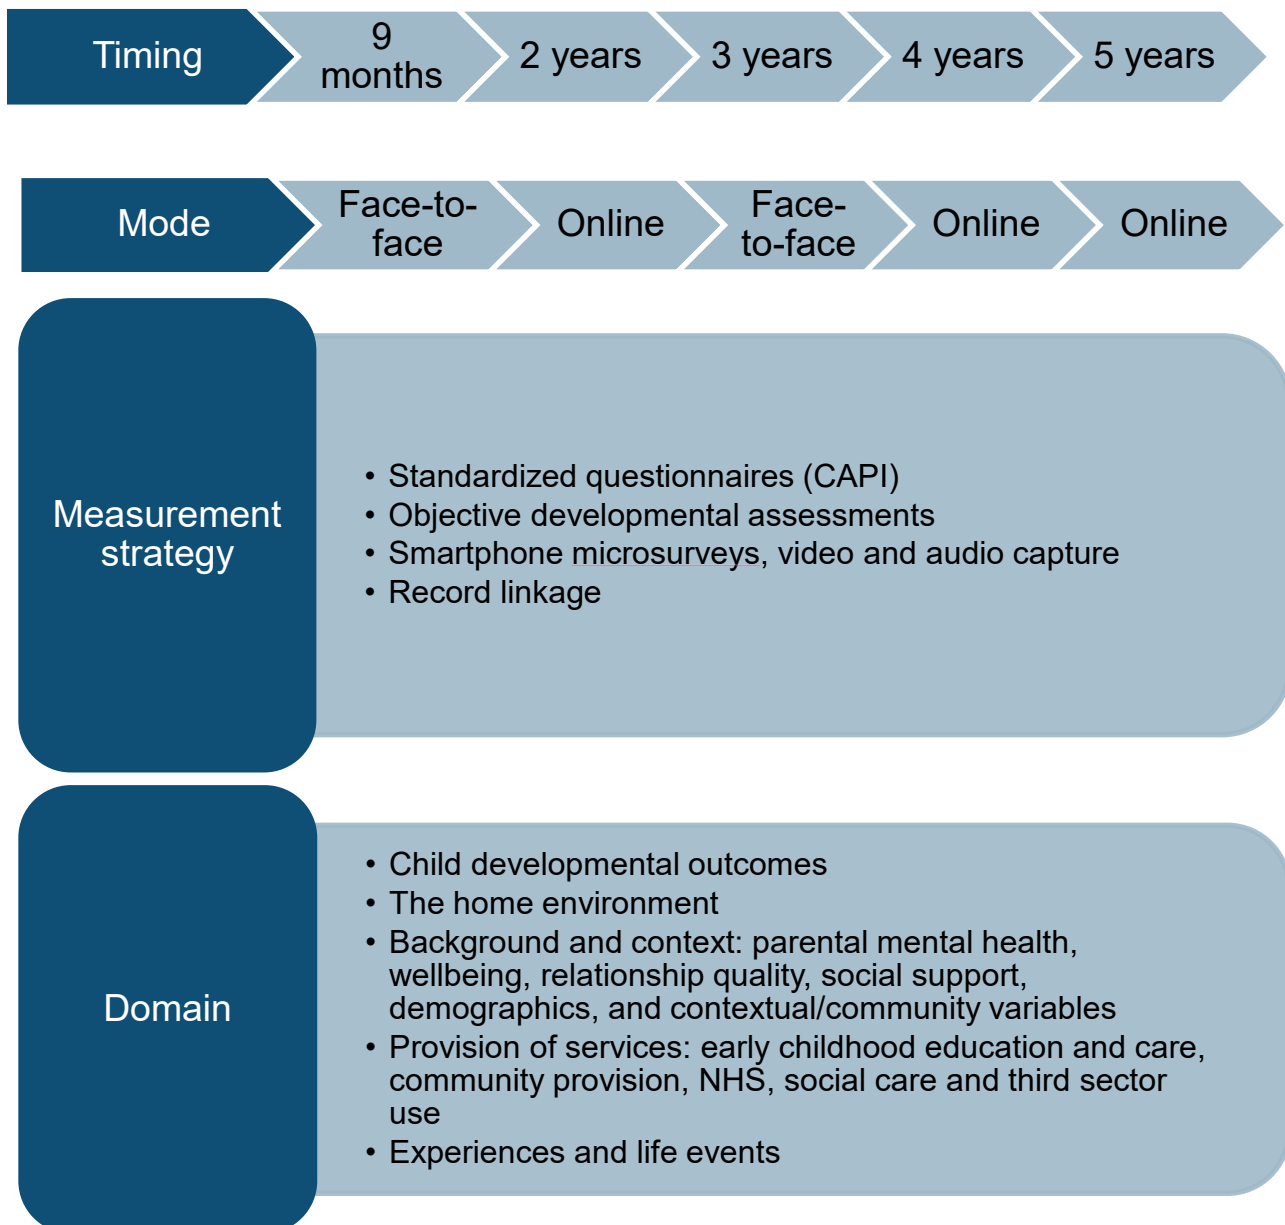 Timing
9
months
2 years
3 years
4 years
5 years
Mode
Face-to-
face
Online
Face-
to-face
Online
Online
Measurement
strategy
• Standardized questionnaires (CAPI)
• Objective developmental assessments
• Smartphone microsurveys, video and audio capture
• Record linkage
Domain
• Child developmental outcomes
• The home environment
• Background and context: parental mental health,
wellbeing, relationship quality, social support,
demographics, and contextual/community variables
• Provision of services: early childhood education and care,
community provision, NHS, social care and third sector
use
• Experiences and life events